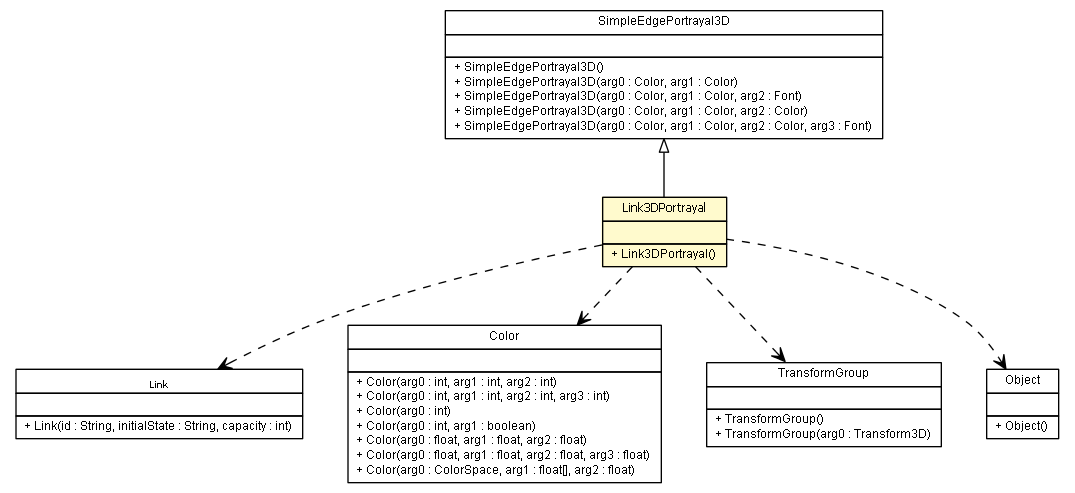 SimpleEdgePortrayal3D
+ SimpleEdgePortrayal3D()
+ SimpleEdgePortrayal3D(arg0 : Color, arg1 : Color)
+ SimpleEdgePortrayal3D(arg0 : Color, arg1 : Color, arg2 : Font)
+ SimpleEdgePortrayal3D(arg0 : Color, arg1 : Color, arg2 : Color)
+ SimpleEdgePortrayal3D(arg0 : Color, arg1 : Color, arg2 : Color, arg3 : Font)
Link3DPortrayal
+ Link3DPortrayal()
Link
+ Link(id : String, initialState : String, capacity : int)
Color
+ Color(arg0 : int, arg1 : int, arg2 : int)
+ Color(arg0 : int, arg1 : int, arg2 : int, arg3 : int)
+ Color(arg0 : int)
+ Color(arg0 : int, arg1 : boolean)
+ Color(arg0 : float, arg1 : float, arg2 : float)
+ Color(arg0 : float, arg1 : float, arg2 : float, arg3 : float)
+ Color(arg0 : ColorSpace, arg1 : float[], arg2 : float)
TransformGroup
+ TransformGroup()
+ TransformGroup(arg0 : Transform3D)
Object
+ Object()